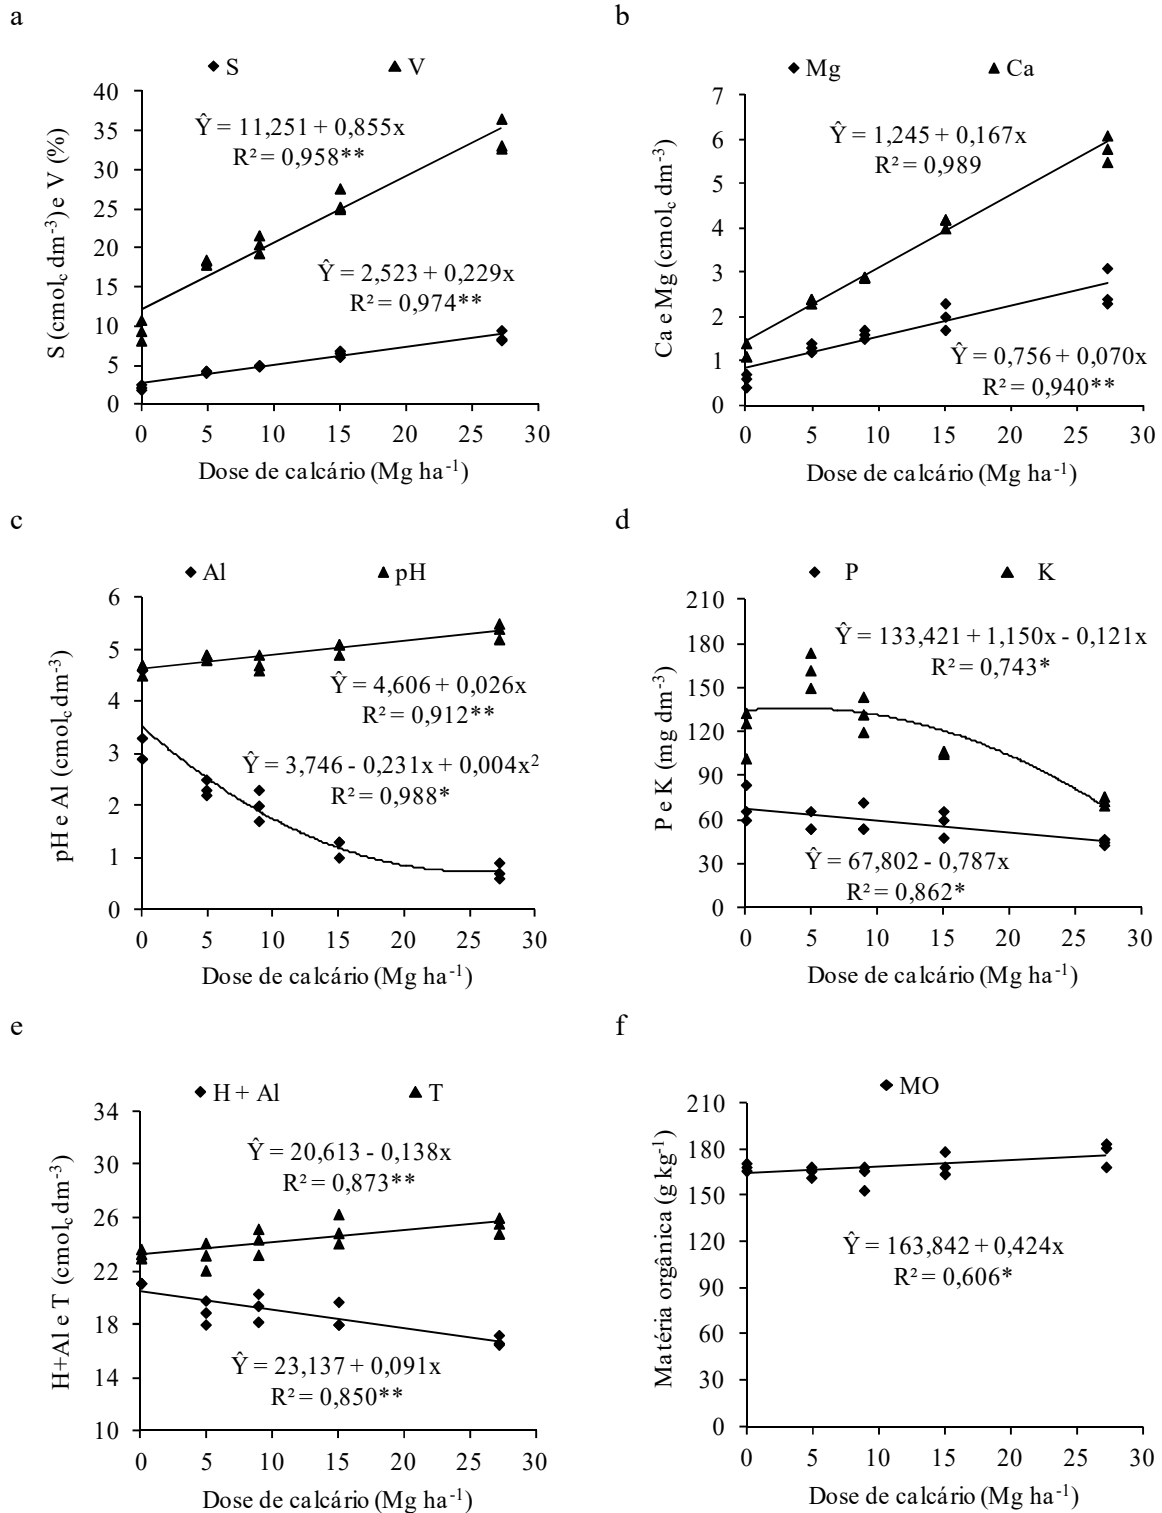 a
S V
40
35
30
25
20
15
10
5
0
S (cmol_c dm⁻³) e V (%)
Ŷ = 11,251 + 0,855x
R² = 0,958**
Ŷ = 2,523 + 0,229x
R² = 0,974**
0 5 10 15 20 25 30
Dose de calcário (Mg ha⁻¹)
b
Mg Ca
7
6
5
4
3
2
1
0
Ca e Mg (cmol_c dm⁻³)
Ŷ = 1,245 + 0,167x
R² = 0,989
Ŷ = 0,756 + 0,070x
R² = 0,940**
0 5 10 15 20 25 30
Dose de calcário (Mg ha⁻¹)
c
Al pH
6
5
4
3
2
1
0
pH e Al (cmol_c dm⁻³)
Ŷ = 4,606 + 0,026x
R² = 0,912**
Ŷ = 3,746 - 0,231x + 0,004x²
R² = 0,988*
0 5 10 15 20 25 30
Dose de calcário (Mg ha⁻¹)
d
P K
210
180
150
120
90
60
30
0
P e K (mg dm⁻³)
Ŷ = 133,421 + 1,150x - 0,121x
R² = 0,743*
Ŷ = 67,802 - 0,787x
R² = 0,862*
0 5 10 15 20 25 30
Dose de calcário (Mg ha⁻¹)
e
H + Al T
34
30
26
22
18
14
10
H+Al e T (cmol_c dm⁻³)
Ŷ = 20,613 - 0,138x
R² = 0,873**
Ŷ = 23,137 + 0,091x
R² = 0,850**
0 5 10 15 20 25 30
Dose de calcário (Mg ha⁻¹)
f
MO
210
180
150
120
90
60
30
0
Matéria orgânica (g kg⁻¹)
Ŷ = 163,842 + 0,424x
R² = 0,606*
0 5 10 15 20 25 30
Dose de calcário (Mg ha⁻¹)